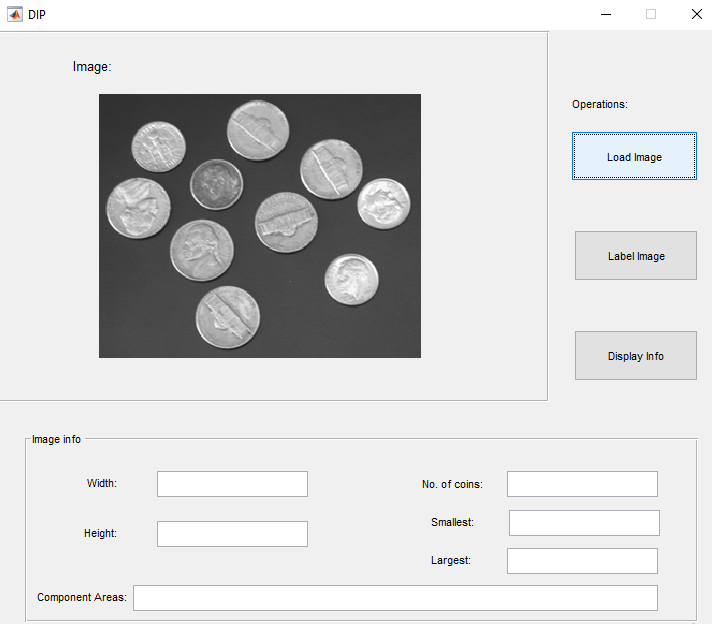 DIP
Image:
Operations:
Load Image
Label Image
Display Info
Image info
Width:
No. of coins:
Smallest:
Height:
Largest:
Component Areas: